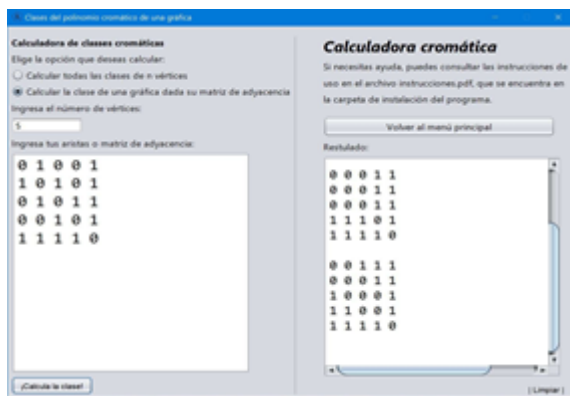 Clases del polinomio cromático de una gráfica
Calculadora de classes cromáticas
Elige la opción que deseas calcular:
Calcular todas las clases de n vértices
Calcular la clase de una gráfica dada su matriz de adyacencia
Ingresa el número de vértices:
5
Ingresa tus aristas o matriz de adyacencia:
0 1 0 0 1
1 0 1 0 1
0 1 0 1 1
0 0 1 0 1
1 1 1 1 0
¡Calcula la clase!
Calculadora cromática
Si necesitas ayuda, puedes consultar las instrucciones de
uso en el archivo instrucciones.pdf, que se encuentra en
la carpeta de instalación del programa.
Volver al menú principal
Restulado:
0 0 0 1 1
0 0 0 1 1
0 0 0 1 1
1 1 1 0 1
1 1 1 1 0
0 0 1 1 1
0 0 0 1 1
1 0 0 0 1
1 1 0 0 1
1 1 1 1 0
| Limpiar |